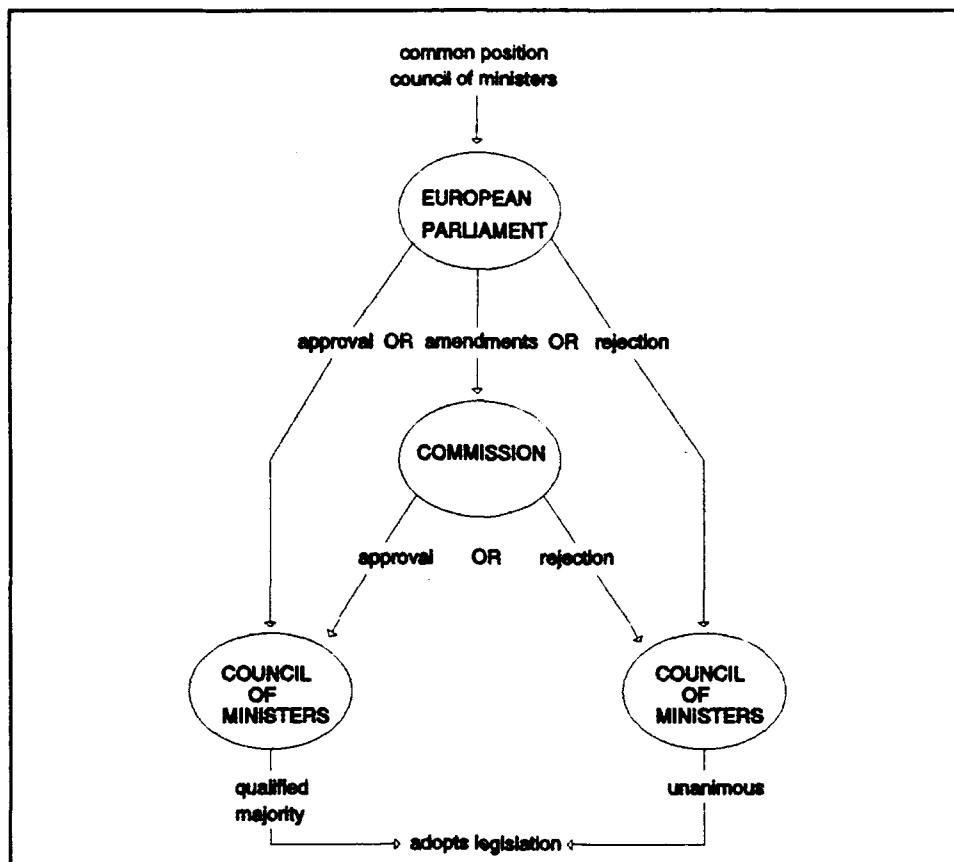 common position
council of ministers
EUROPEAN
PARLIAMENT
approval OR amendments OR rejection
COMMISSION
approval OR rejection
COUNCIL
OF
MINISTERS
COUNCIL
OF
MINISTERS
qualified
majority
unanimous
adopts legislation